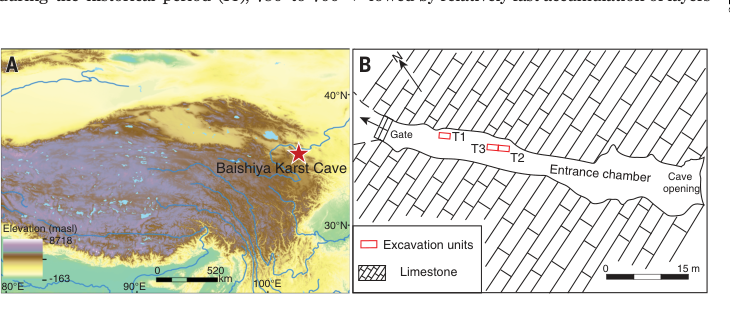 A
40°N
Baishiya Karst Cave
Elevation (masl)
8718
-163
30°N
0 520
km
80°E 90°E 100°E
B
N
Gate
T1
T3
T2
Entrance chamber
Cave
opening
Excavation units
Limestone
0 15 m